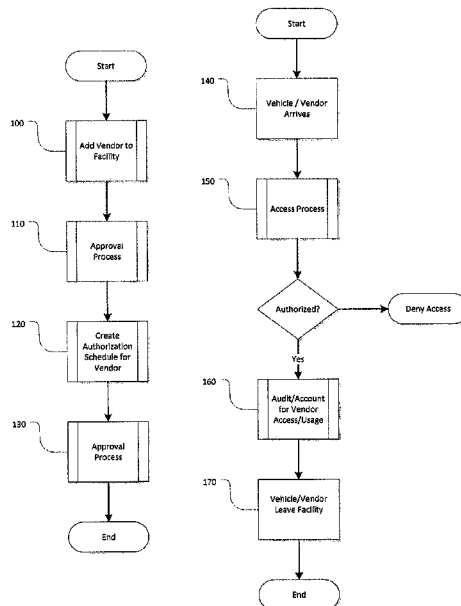 Start
100
Add Vendor to
Facility
110
Approval
Process
120
Create
Authorization
Schedule for
Vendor
130
Approval
Process
End
Start
140
Vehicle / Vendor
Arrives
150
Access Process
Authorized?
Deny Access
Yes
160
Audit/Account
for Vendor
Access/Usage
170
Vehicle/Vendor
Leave Facility
End